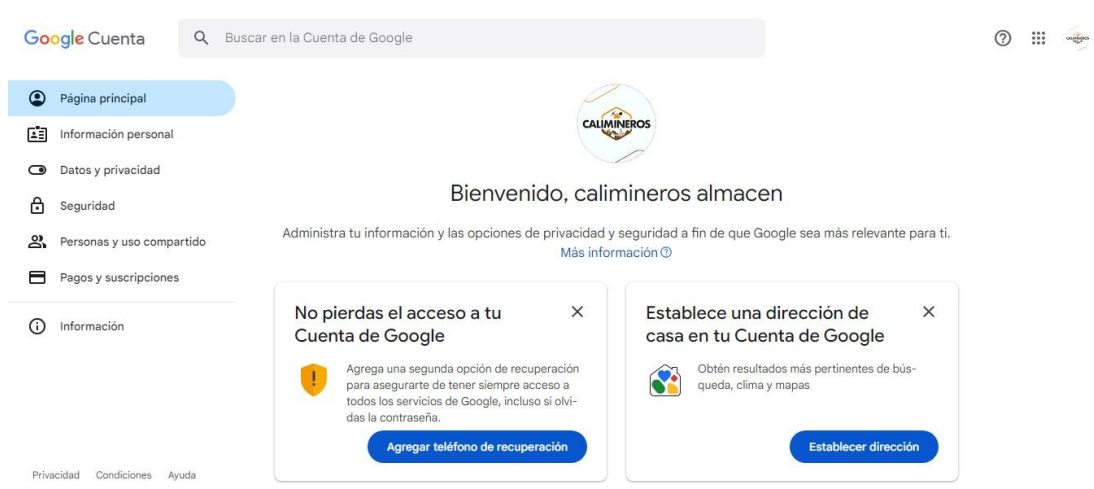 Google Cuenta
Buscar en la Cuenta de Google
Página principal
Información personal
Datos y privacidad
Seguridad
Personas y uso compartido
Pagos y suscripciones
Información
Privacidad Condiciones Ayuda
CALIMINEROS
Bienvenido, calimineros almacen
Administra tu información y las opciones de privacidad y seguridad a fin de que Google sea más relevante para ti.
Más información
No pierdas el acceso a tu
Cuenta de Google
Agrega una segunda opción de recuperación
para asegurarte de tener siempre acceso a
todos los servicios de Google, incluso si olvi-
das la contraseña.
Agregar teléfono de recuperación
Establece una dirección de
casa en tu Cuenta de Google
Obtén resultados más pertinentes de bús-
queda, clima y mapas
Establecer dirección